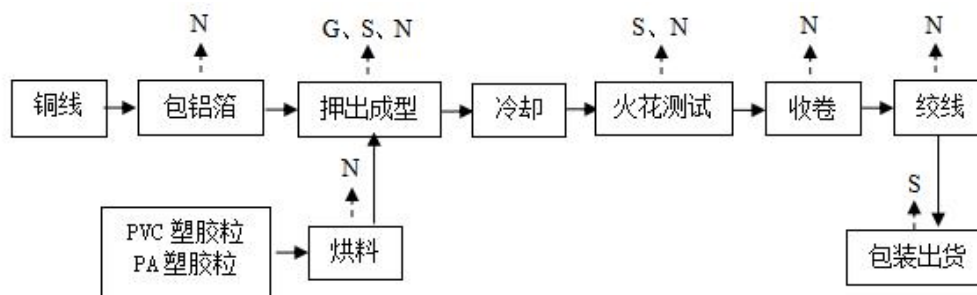 N
G、S、N
S、N
N
N
铜线
包铝箔
押出成型
冷却
火花测试
收卷
绞线
N
S
PVC 塑胶粒
PA 塑胶粒
烘料
包装出货